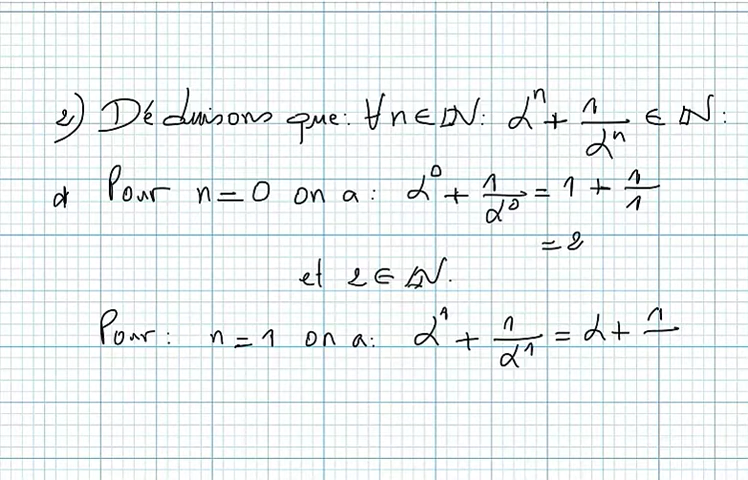 2) Déduisons que: ∀n∈ℕ: α^n + 1/α^n ∈ ℕ:
Pour n=0 on a: α^0 + 1/α^0 = 1 + 1/1
=2
et 2∈ℕ.
Pour: n=1 on a: α^1 + 1/α^1 = α + 1/